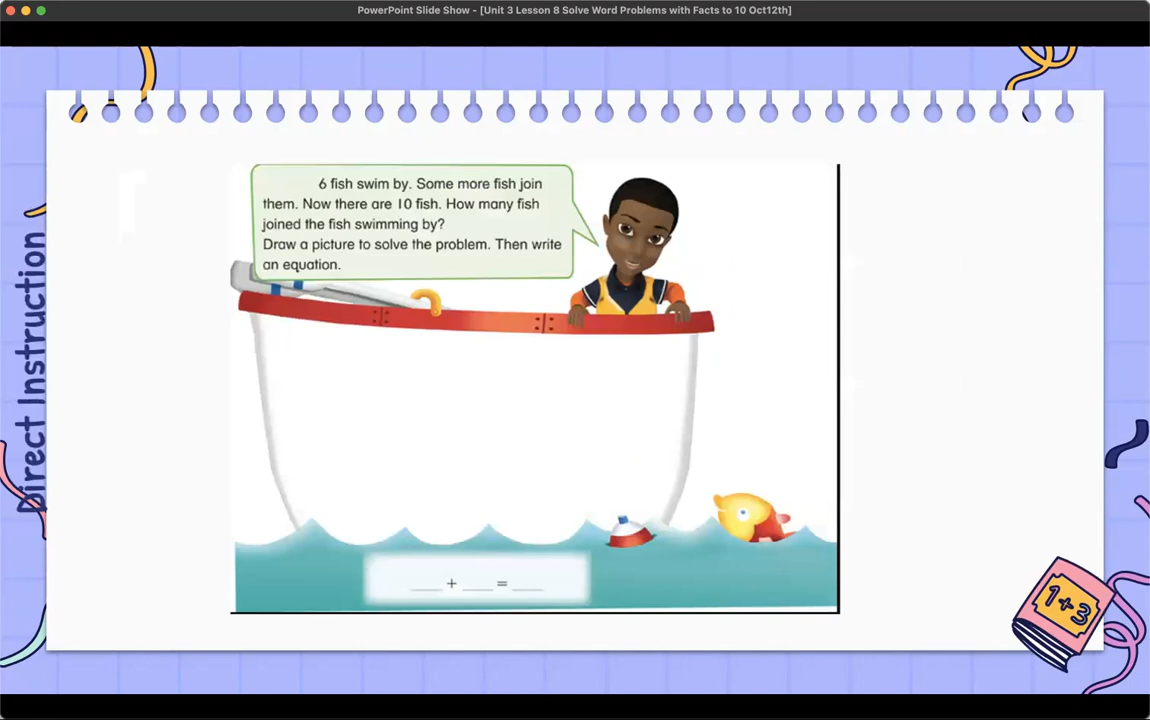 PowerPoint Slide Show - [Unit 3 Lesson 8 Solve Word Problems with Facts to 10 Oct12th]
Direct Instruction
6 fish swim by. Some more fish join
them. Now there are 10 fish. How many fish
joined the fish swimming by?
Draw a picture to solve the problem. Then write
an equation.
___ + ___ = ___
1+3